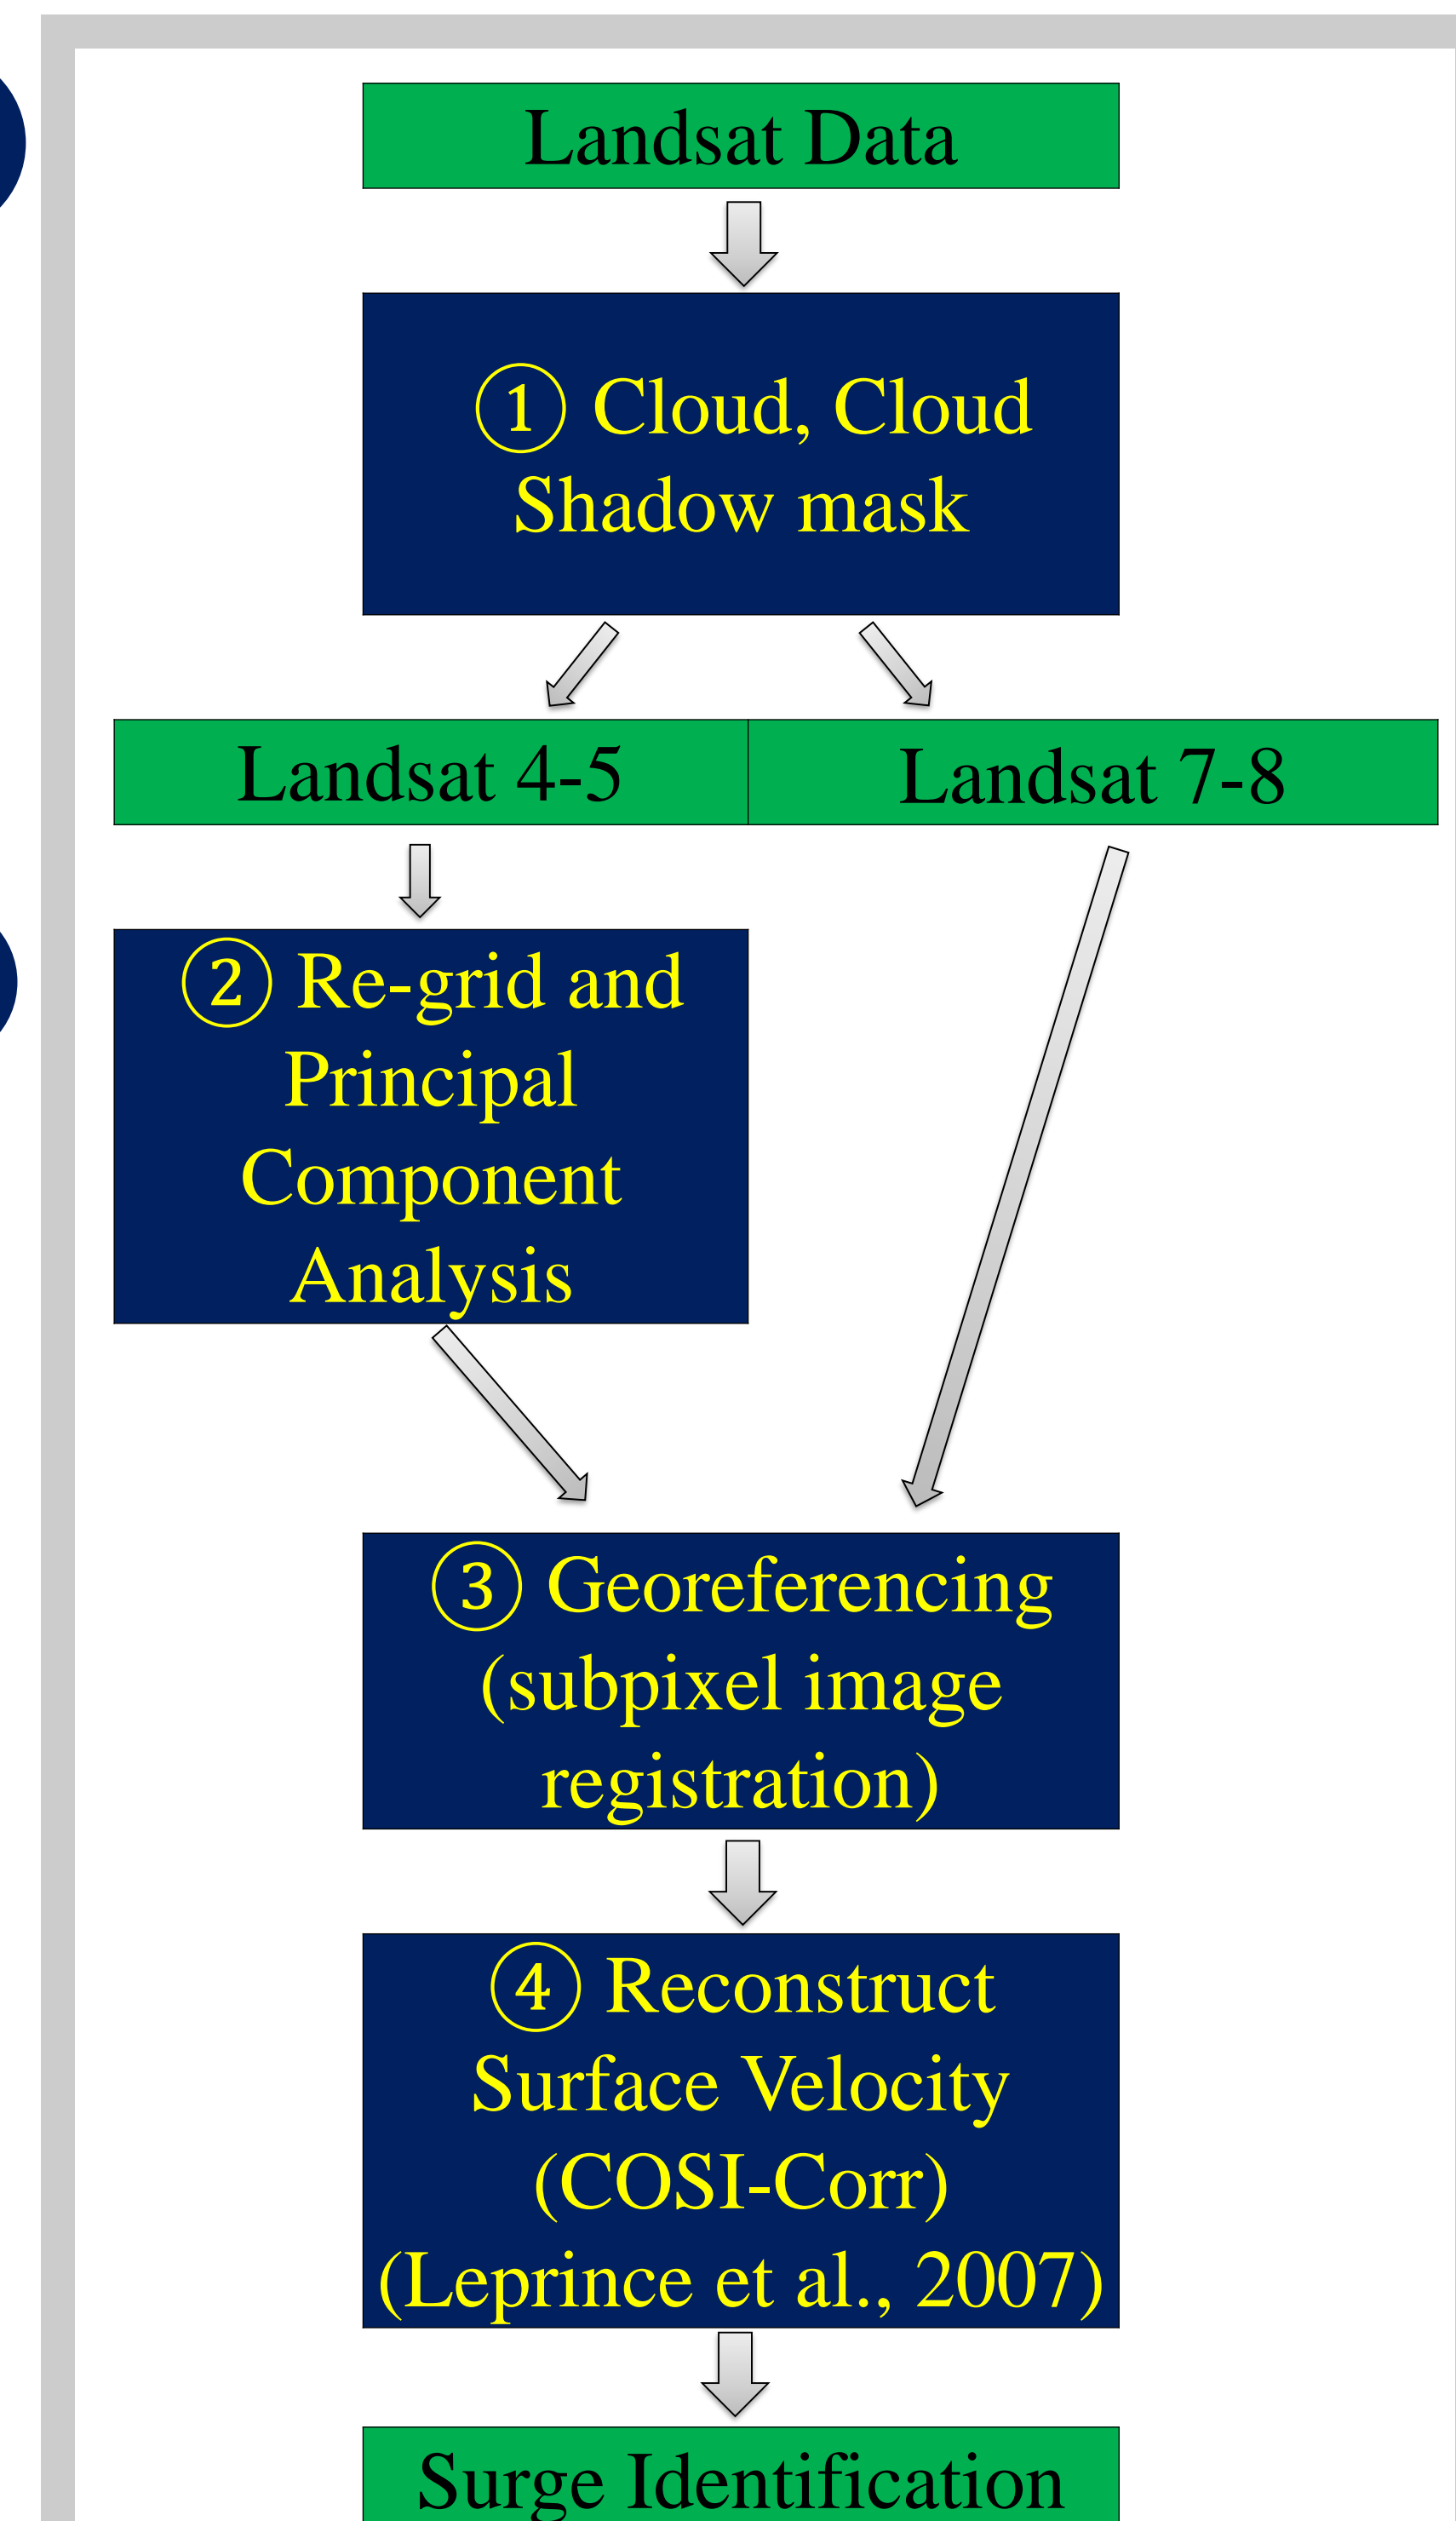 Landsat Data
① Cloud, Cloud
Shadow mask
Landsat 4-5
Landsat 7-8
② Re-grid and
Principal
Component
Analysis
③ Georeferencing
(subpixel image
registration)
④ Reconstruct
Surface Velocity
(COSI-Corr)
(Leprince et al., 2007)
Surge Identification